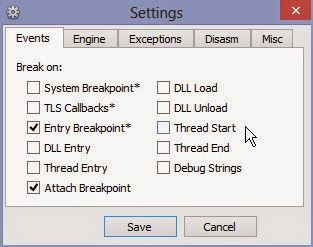 Settings
Events Engine Exceptions Disasm Misc
Break on:
System Breakpoint* DLL Load
TLS Callbacks* DLL Unload
Entry Breakpoint* Thread Start
DLL Entry Thread End
Thread Entry Debug Strings
Attach Breakpoint
Save Cancel